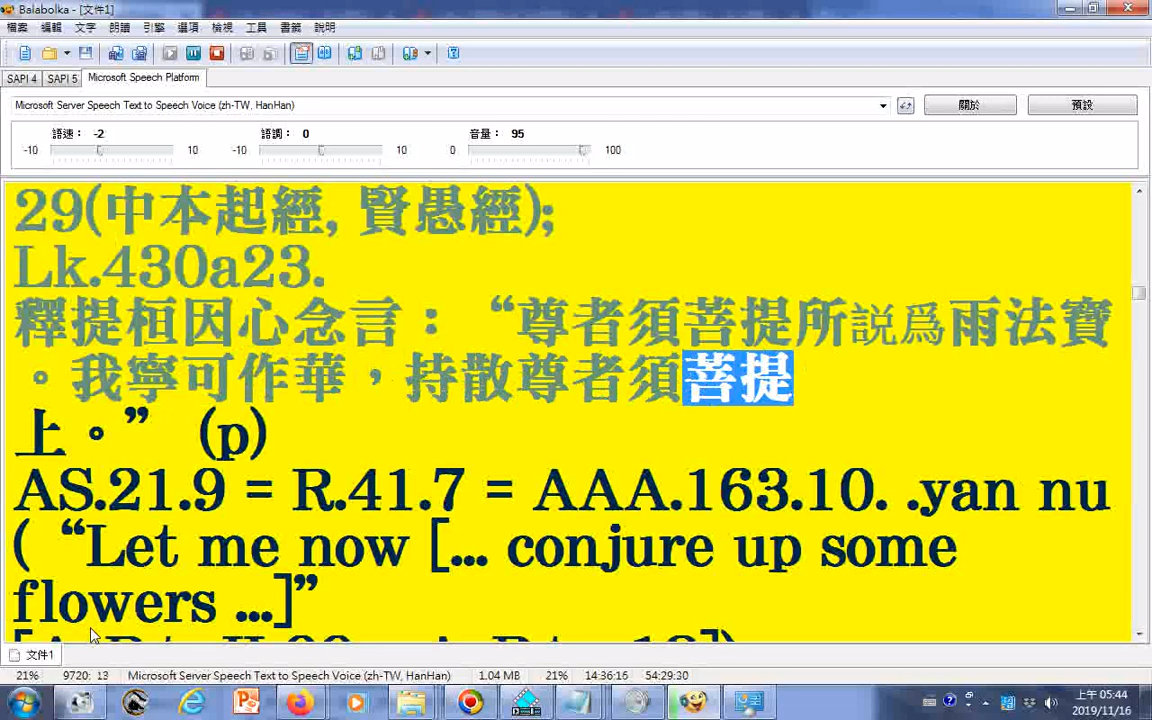 Balabolka - [文件1]
檔案 編輯 文字 朗讀 引擎 選項 檢視 工具 書籤 說明
SAPI 4 SAPI 5 Microsoft Speech Platform
Microsoft Server Speech Text to Speech Voice (zh-TW, HanHan) 關於 預設
語速： -2 語調： 0 音量： 95
-10 10 -10 10 0 100
29(中本起經, 賢愚經);
Lk.430a23.
釋提桓因心念言：“尊者須菩提所説爲雨法寶
。我寧可作華，持散尊者須菩提
上。” (p)
AS.21.9 = R.41.7 = AAA.163.10. .yan nu
(“Let me now [... conjure up some
flowers ...]”
文件1
21% 9720: 13 Microsoft Server Speech Text to Speech Voice (zh-TW, HanHan) 1.04 MB 21% 14:36:16 54:29:30
上午 05:44
2019/11/16